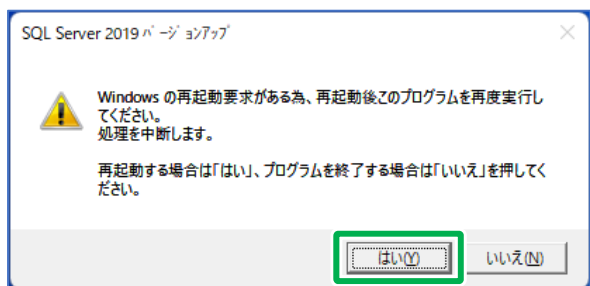 SQL Server 2019 ﾊﾞｰｼﾞｮﾝｱｯﾌﾟ
Windows の再起動要求がある為、再起動後このプログラムを再度実行し
てください。
処理を中断します。
再起動する場合は「はい」、プログラムを終了する場合は「いいえ」を押してく
ださい。
はい(Y)
いいえ(N)